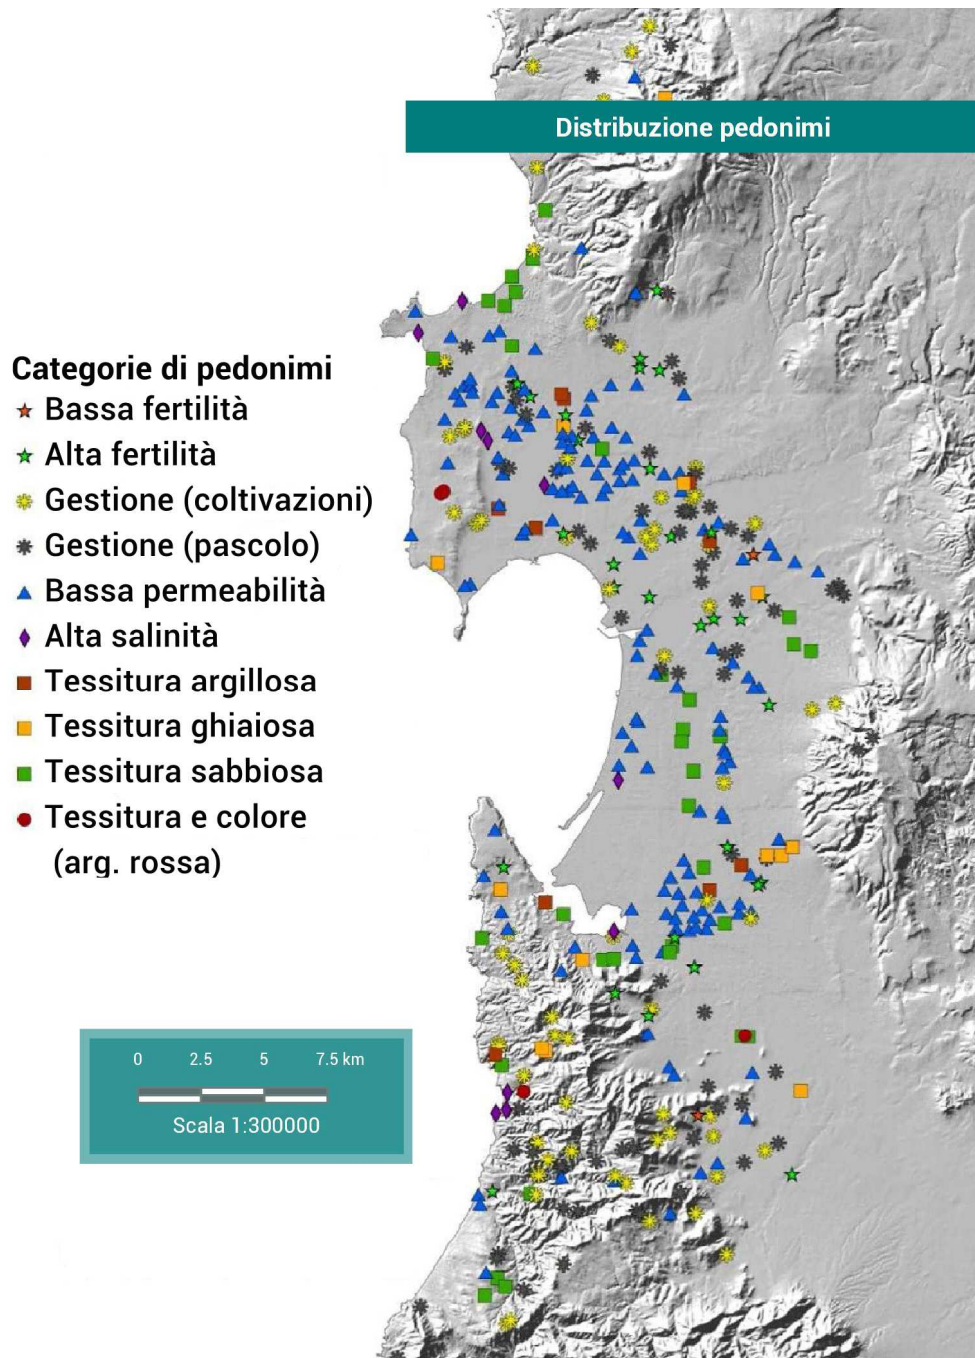 Distribuzione pedonimi
Categorie di pedonimi
Bassa fertilità
Alta fertilità
Gestione (coltivazioni)
Gestione (pascolo)
Bassa permeabilità
Alta salinità
Tessitura argillosa
Tessitura ghiaiosa
Tessitura sabbiosa
Tessitura e colore
(arg. rossa)
0 2.5 5 7.5 km
Scala 1:300000